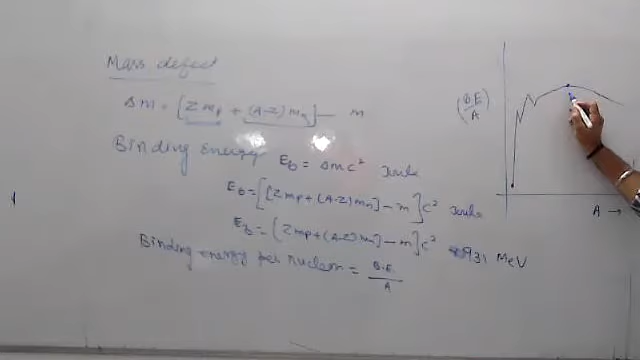 Mass defect
Δm = [Zmp + (A-Z)mn] - m
Binding Energy Eb = Δmc² Joule
Eb = [[Zmp + (A-Z)mn] - m]c² Joule
Eb = [Zmp + (A-Z)mn] - m]c² 931 MeV
Binding energy per nucleon = B.E. / A
(B.E/A)
A →